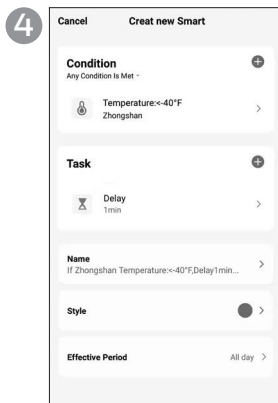 4
Cancel Creat new Smart
Condition
Any Condition Is Met
Temperature:<-40°F
Zhongshan
Task
Delay
1min
Name
If Zhongshan Temperature:<-40°F,Delay1min...
Style
Effective Period All day